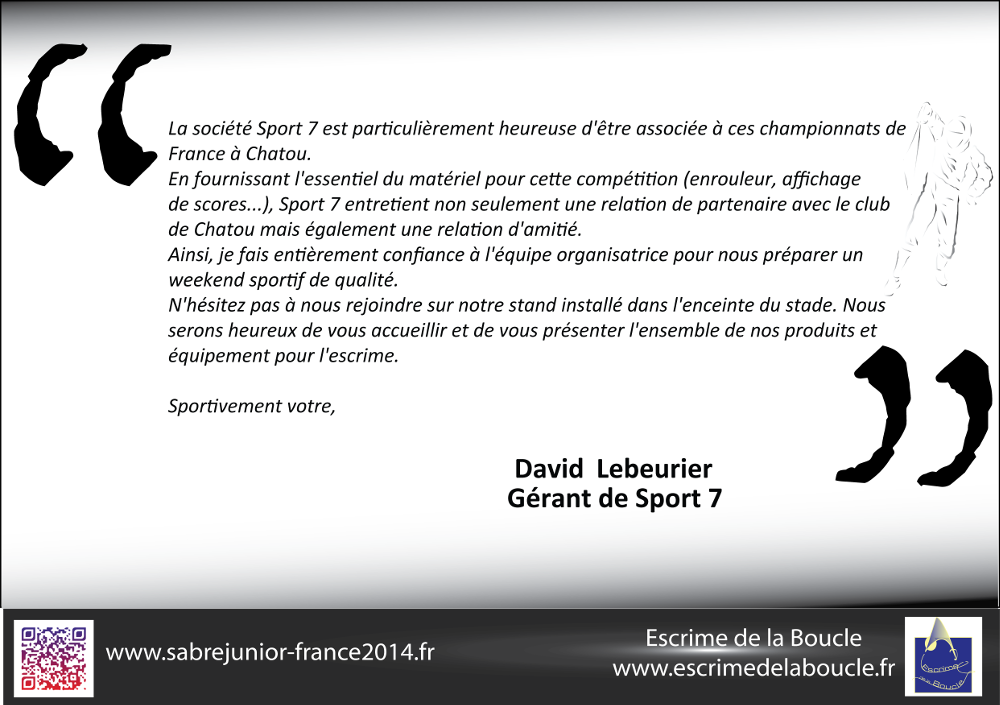 La société Sport 7 est particulièrement heureuse d'être associée à ces championnats de
France à Chatou.
En fournissant l'essentiel du matériel pour cette compétition (enrouleur, affichage
de scores...), Sport 7 entretient non seulement une relation de partenaire avec le club
de Chatou mais également une relation d'amitié.
Ainsi, je fais entièrement confiance à l'équipe organisatrice pour nous préparer un
weekend sportif de qualité.
N'hésitez pas à nous rejoindre sur notre stand installé dans l'enceinte du stade. Nous
serons heureux de vous accueillir et de vous présenter l'ensemble de nos produits et
équipement pour l'escrime.
Sportivement votre,
David Lebeurier
Gérant de Sport 7
www.sabrejunior-france2014.fr
Escrime de la Boucle
www.escrimedelaboucle.fr
Escrime
de la Boucle